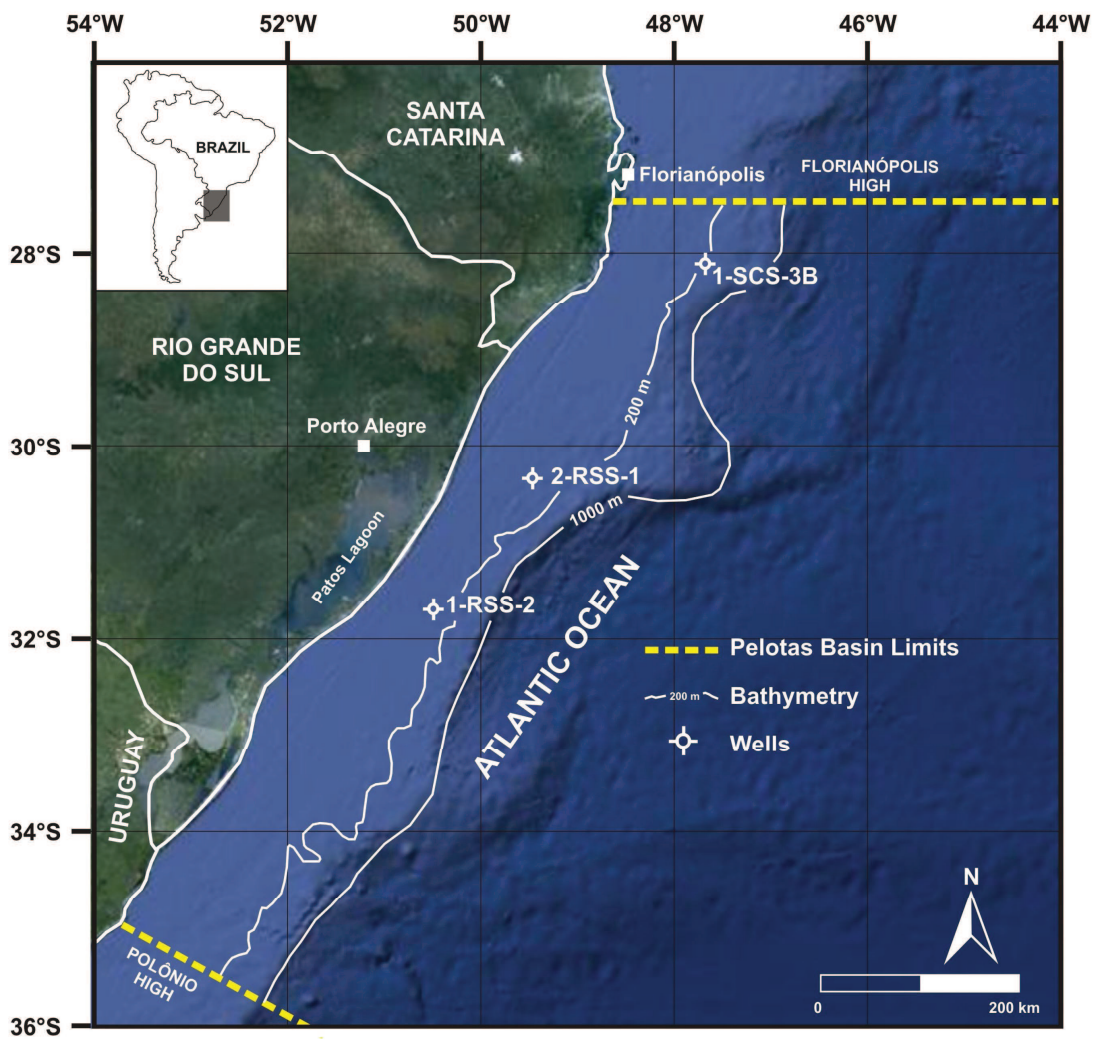 54°W
52°W
50°W
48°W
46°W
44°W
BRAZIL
SANTA
CATARINA
Florianópolis
FLORIANÓPOLIS
HIGH
28°S
1-SCS-3B
RIO GRANDE
DO SUL
200 m
Porto Alegre
30°S
2-RSS-1
1000 m
Patos Lagoon
1-RSS-2
ATLANTIC OCEAN
32°S
Pelotas Basin Limits
200 m
Bathymetry
Wells
URUGUAY
34°S
N
POLÔNIO
HIGH
0
200 km
36°S